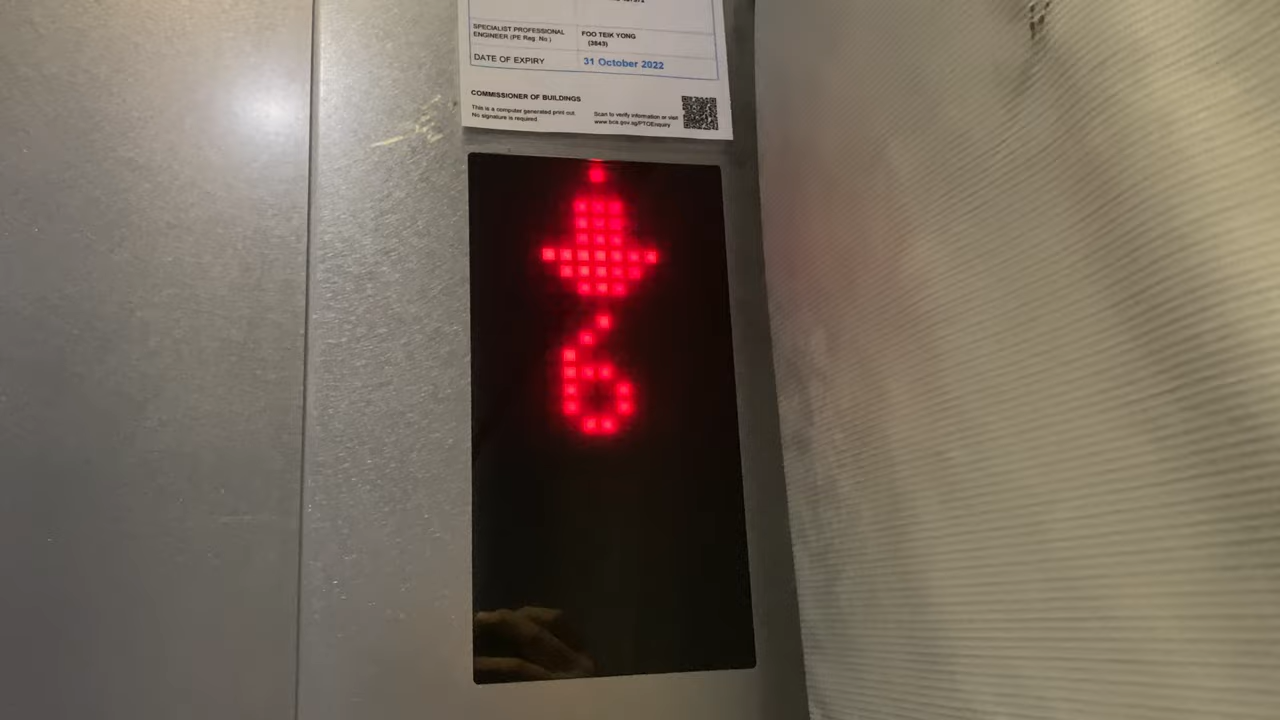 SPECIALIST PROFESSIONAL
ENGINEER (PE Reg. No.)
FOO TEIK YONG
(3843)
DATE OF EXPIRY
31 October 2022
COMMISSIONER OF BUILDINGS
This is a computer generated print out.
No signature is required.
Scan to verify information or visit
www.bca.gov.sg/PTOEnquiry
6